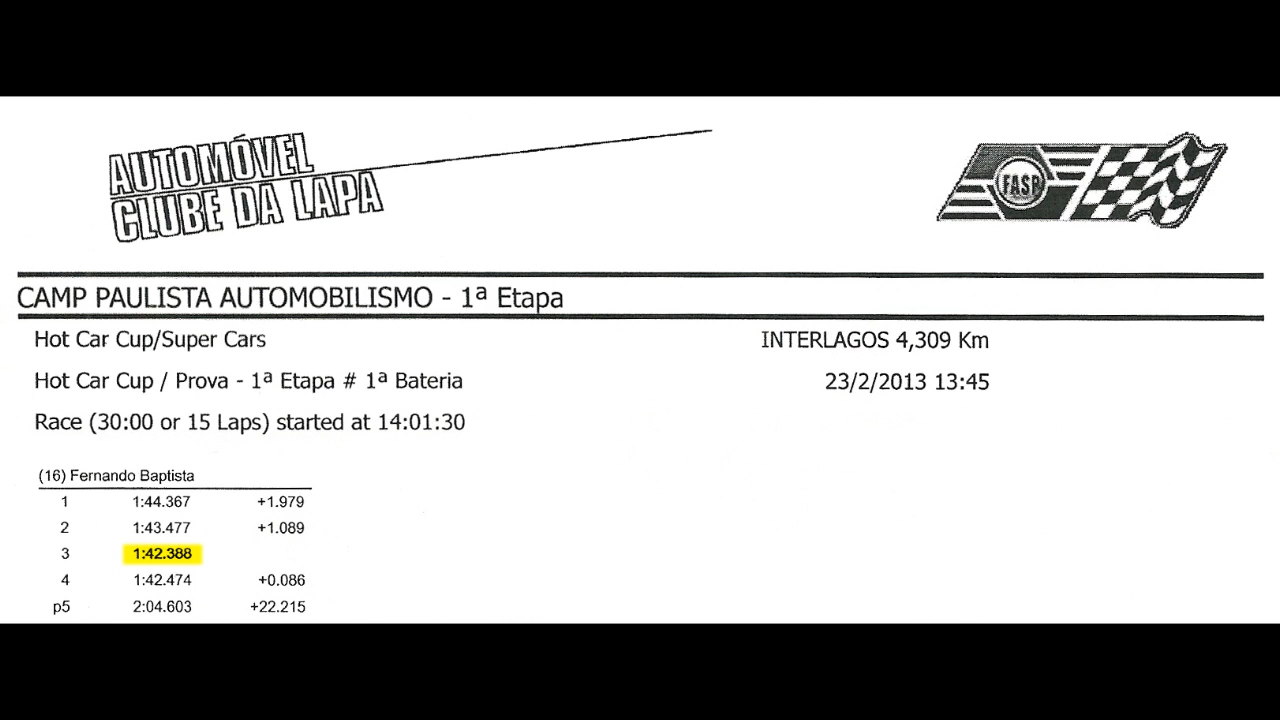 AUTOMÓVEL
CLUBE DA LAPA
FASP
CAMP PAULISTA AUTOMOBILISMO - 1ª Etapa
Hot Car Cup/Super Cars
INTERLAGOS 4,309 Km
Hot Car Cup / Prova - 1ª Etapa # 1ª Bateria
23/2/2013 13:45
Race (30:00 or 15 Laps) started at 14:01:30
(16) Fernando Baptista
1 1:44.367 +1.979
2 1:43.477 +1.089
3 1:42.388
4 1:42.474 +0.086
p5 2:04.603 +22.215